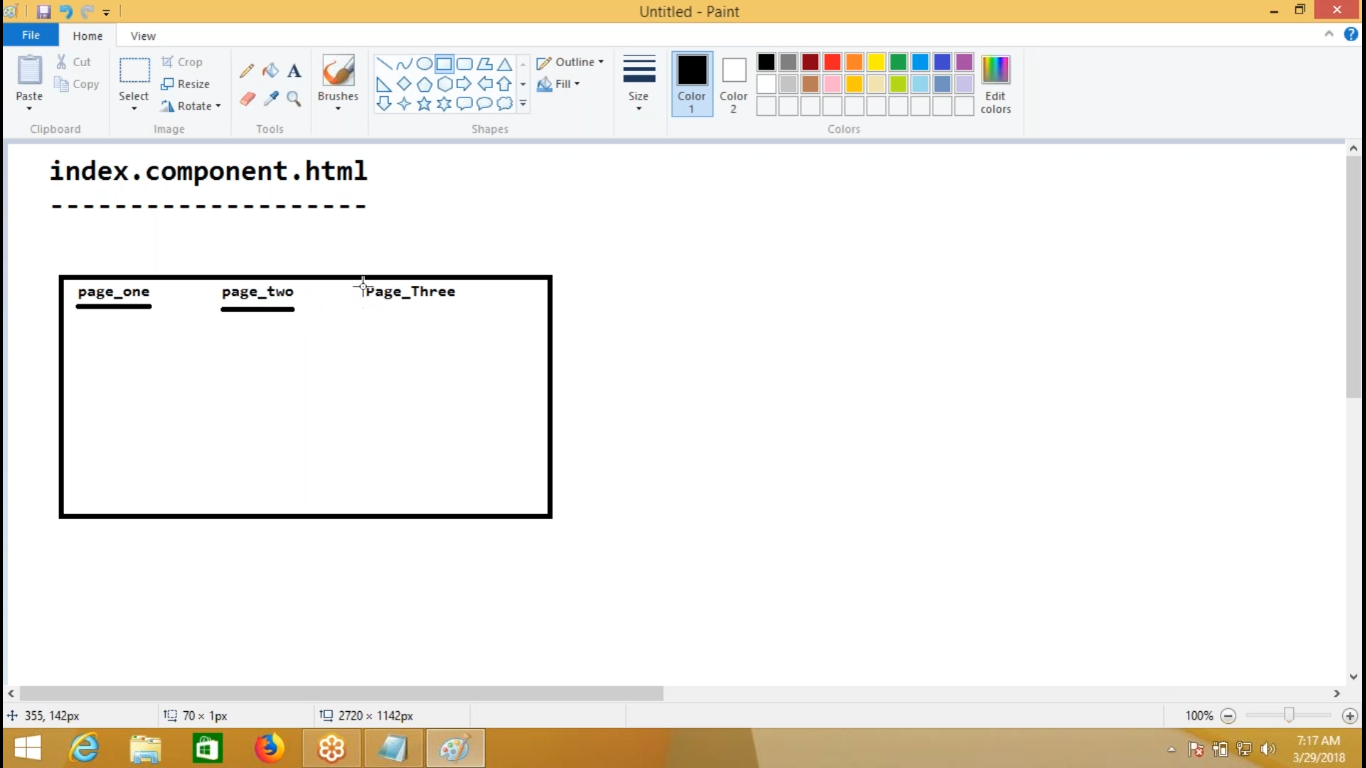 Untitled - Paint
File Home View
Paste Cut Copy Clipboard
Select Crop Resize Rotate Image
Tools
Brushes
Outline Fill Shapes
Size
Color 1 Color 2 Edit colors Colors
index.component.html
--------------------
page_one page_two Page_Three
355, 142px 70 × 1px 2720 × 1142px 100%
7:17 AM
3/29/2018